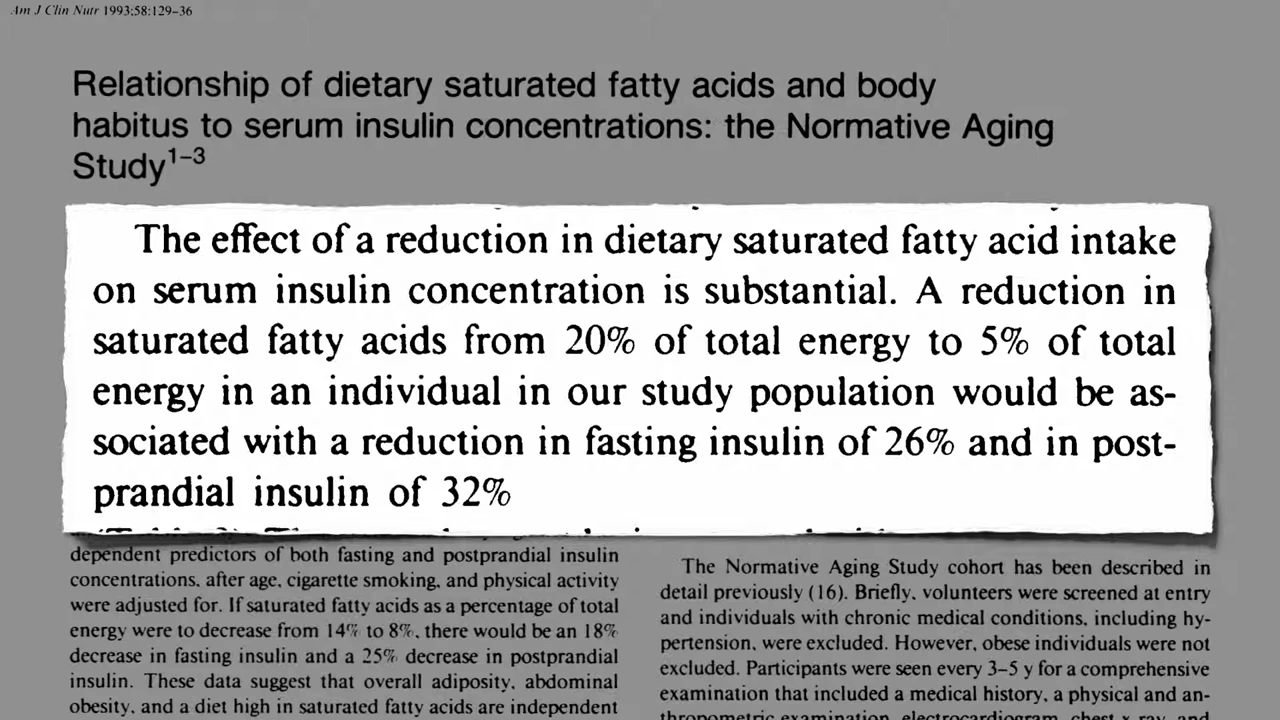 Am J Clin Nutr 1993;58:129–36
Relationship of dietary saturated fatty acids and body
habitus to serum insulin concentrations: the Normative Aging
Study1–3
The effect of a reduction in dietary saturated fatty acid intake
on serum insulin concentration is substantial. A reduction in
saturated fatty acids from 20% of total energy to 5% of total
energy in an individual in our study population would be as-
sociated with a reduction in fasting insulin of 26% and in post-
prandial insulin of 32%
dependent predictors of both fasting and postprandial insulin
concentrations, after age, cigarette smoking, and physical activity
were adjusted for. If saturated fatty acids as a percentage of total
energy were to decrease from 14% to 8%, there would be an 18%
decrease in fasting insulin and a 25% decrease in postprandial
insulin. These data suggest that overall adiposity, abdominal
obesity, and a diet high in saturated fatty acids are independent
The Normative Aging Study cohort has been described in
detail previously (16). Briefly, volunteers were screened at entry
and individuals with chronic medical conditions, including hy-
pertension, were excluded. However, obese individuals were not
excluded. Participants were seen every 3–5 y for a comprehensive
examination that included a medical history, a physical and an-
thropometric examination, electrocardiogram, chest x ray, and